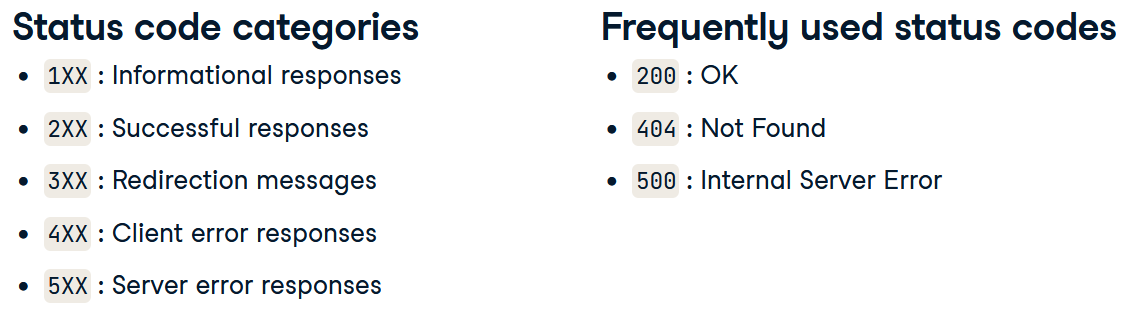 Status code categories
• 1XX : Informational responses
• 2XX : Successful responses
• 3XX : Redirection messages
• 4XX : Client error responses
• 5XX : Server error responses
Frequently used status codes
• 200 : OK
• 404 : Not Found
• 500 : Internal Server Error